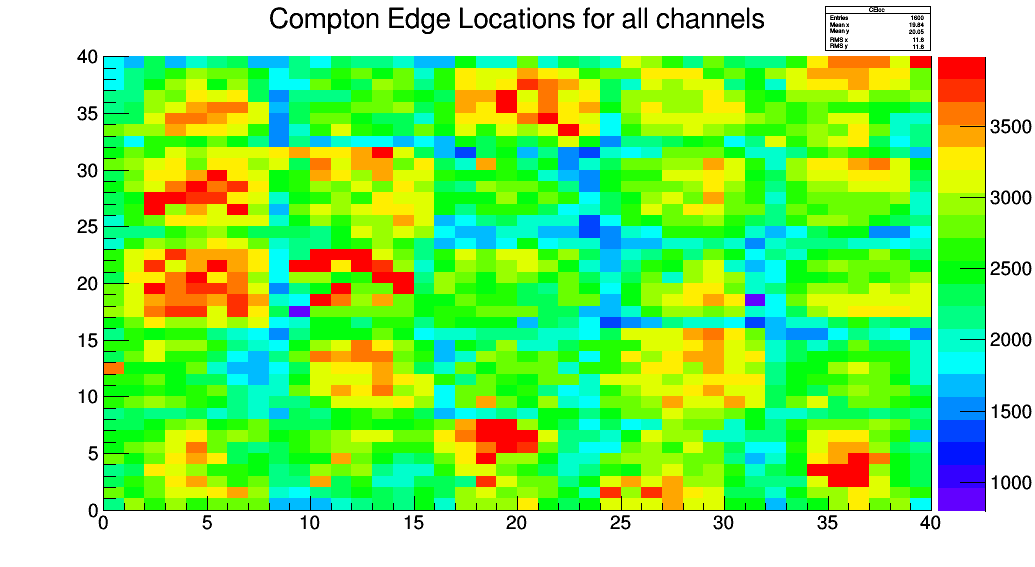 Compton Edge Locations for all channels
CEloc
Entries 1600
Mean x 19.84
Mean y 20.05
RMS x 11.6
RMS y 11.6
40
35
30
25
20
15
10
5
0
0 5 10 15 20 25 30 35 40
3500
3000
2500
2000
1500
1000